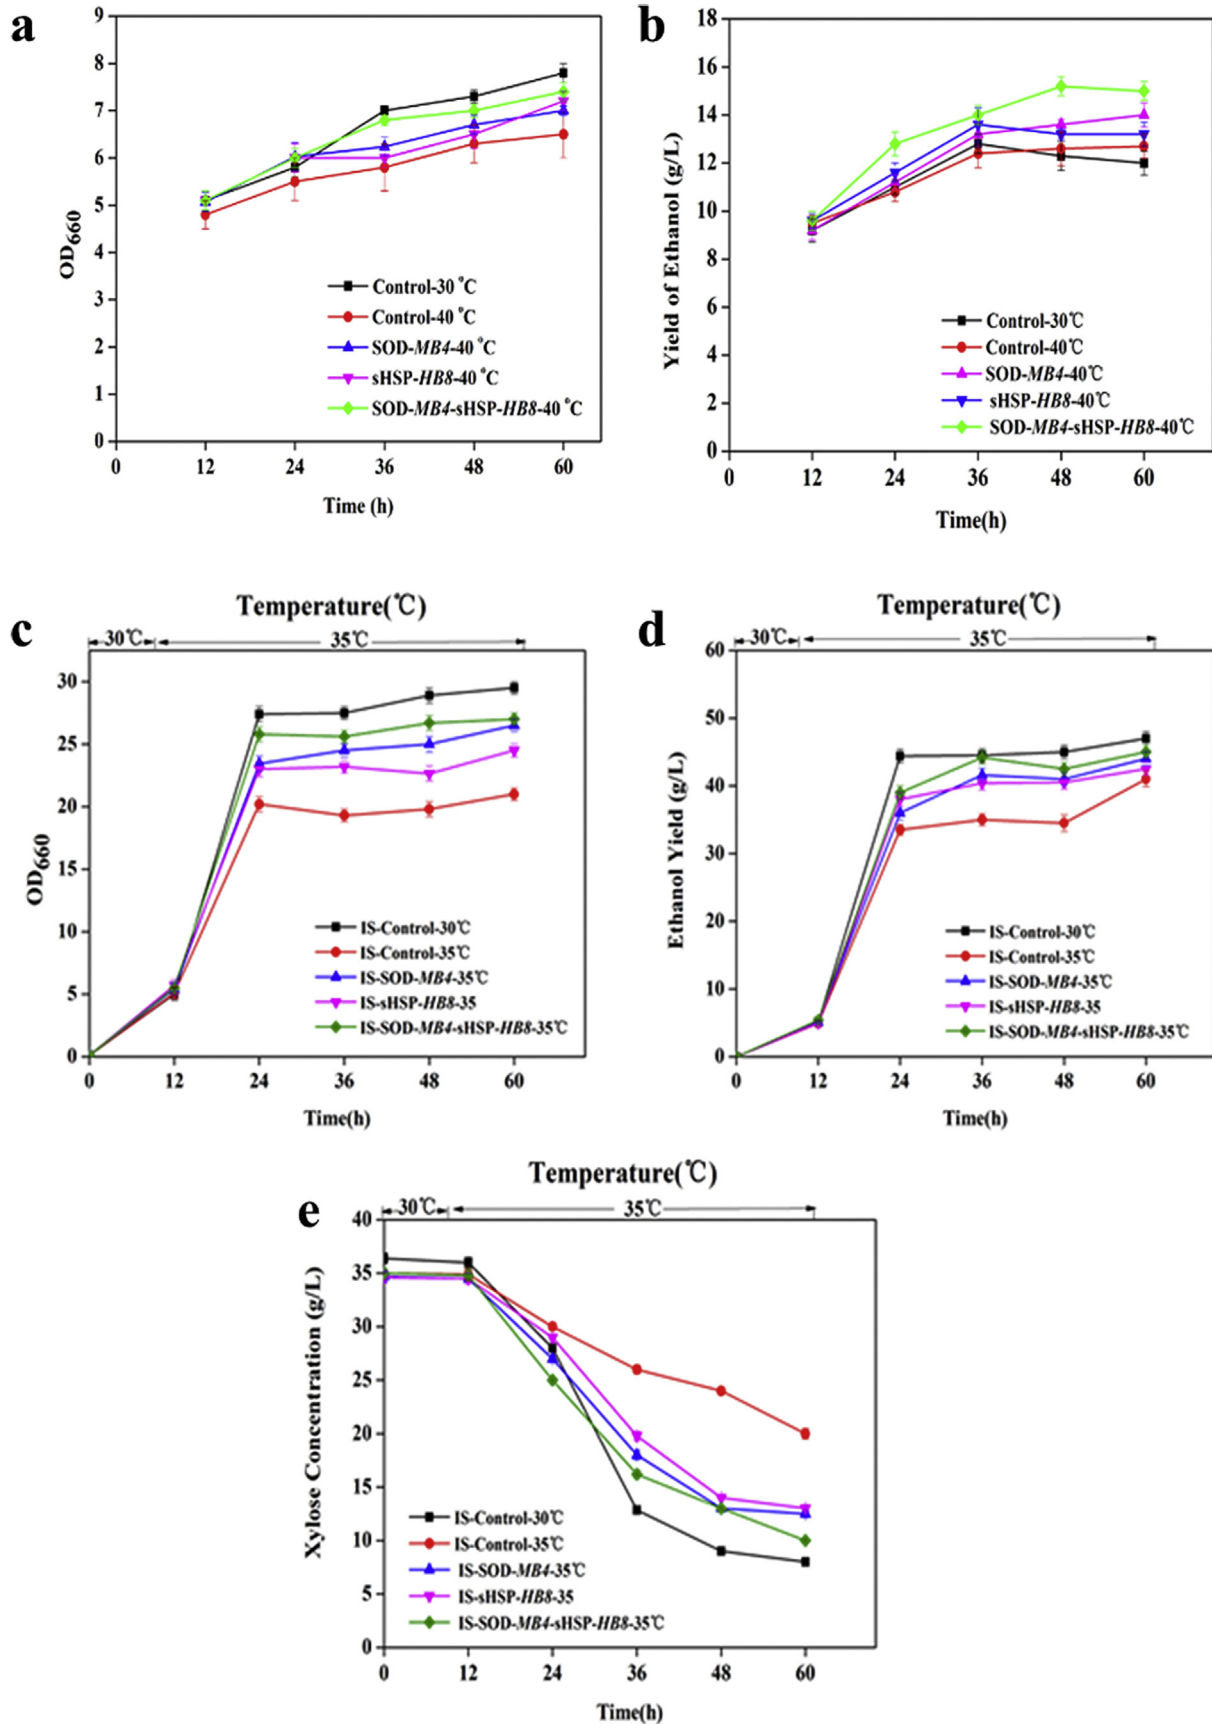 a
9
8
7
6
5
4
3
2
1
0
OD660
Control-30 °C
Control-40 °C
SOD-MB4-40 °C
sHSP-HB8-40 °C
SOD-MB4-sHSP-HB8-40 °C
0 12 24 36 48 60
Time (h)
b
18
16
14
12
10
8
6
4
2
0
Yield of Ethanol (g/L)
Control-30℃
Control-40℃
SOD-MB4-40℃
sHSP-HB8-40℃
SOD-MB4-sHSP-HB8-40℃
0 12 24 36 48 60
Time(h)
c
Temperature(℃)
30℃ 35℃
30
25
20
15
10
5
0
OD660
IS-Control-30℃
IS-Control-35℃
IS-SOD-MB4-35℃
IS-sHSP-HB8-35
IS-SOD-MB4-sHSP-HB8-35℃
0 12 24 36 48 60
Time(h)
d
Temperature(℃)
30℃ 35℃
60
50
40
30
20
10
0
Ethanol Yield (g/L)
IS-Control-30℃
IS-Control-35℃
IS-SOD-MB4-35℃
IS-sHSP-HB8-35
IS-SOD-MB4-sHSP-HB8-35℃
0 12 24 36 48 60
Time(h)
e
Temperature(℃)
30℃ 35℃
40
35
30
25
20
15
10
5
0
Xylose Concentration (g/L)
IS-Control-30℃
IS-Control-35℃
IS-SOD-MB4-35℃
IS-sHSP-HB8-35
IS-SOD-MB4-sHSP-HB8-35℃
0 12 24 36 48 60
Time(h)